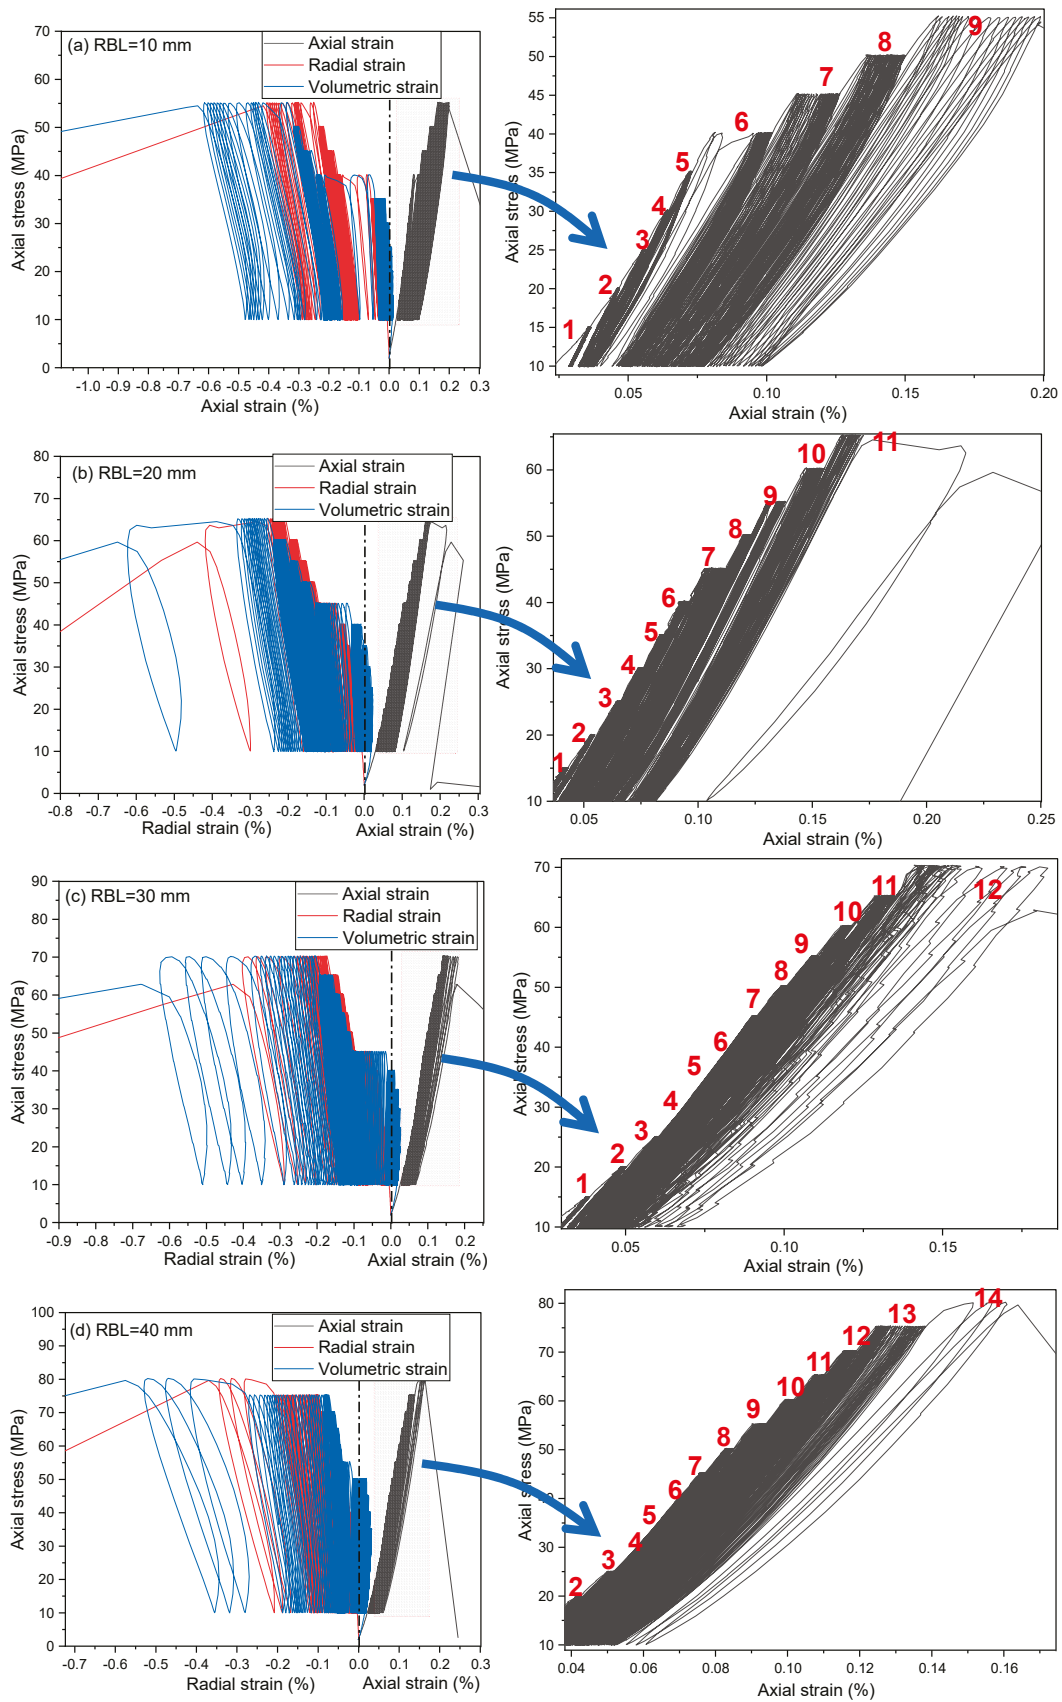 (a) RBL=10 mm
Axial strain
Radial strain
Volumetric strain
Axial stress (MPa)
70
60
50
40
30
20
10
0
-1.0 -0.9 -0.8 -0.7 -0.6 -0.5 -0.4 -0.3 -0.2 -0.1 0.0 0.1 0.2 0.3
Axial strain (%)
Axial stress (MPa)
55
50
45
40
35
30
25
20
15
10
1 2 3 4 5 6 7 8 9
0.05 0.10 0.15 0.20
Axial strain (%)
(b) RBL=20 mm
Axial strain
Radial strain
Volumetric strain
Axial stress (MPa)
80
70
60
50
40
30
20
10
0
-0.8 -0.7 -0.6 -0.5 -0.4 -0.3 -0.2 -0.1 0.0 0.1 0.2 0.3
Radial strain (%) Axial strain (%)
Axial stress (MPa)
60
50
40
30
20
10
1 2 3 4 5 6 7 8 9 10 11
0.05 0.10 0.15 0.20 0.25
Axial strain (%)
(c) RBL=30 mm
Axial strain
Radial strain
Volumetric strain
Axial stress (MPa)
90
80
70
60
50
40
30
20
10
0
-0.9 -0.8 -0.7 -0.6 -0.5 -0.4 -0.3 -0.2 -0.1 0.0 0.1 0.2
Radial strain (%) Axial strain (%)
Axial stress (MPa)
70
60
50
40
30
20
10
1 2 3 4 5 6 7 8 9 10 11 12
0.05 0.10 0.15
Axial strain (%)
(d) RBL=40 mm
Axial strain
Radial strain
Volumetric strain
Axial stress (MPa)
100
90
80
70
60
50
40
30
20
10
0
-0.7 -0.6 -0.5 -0.4 -0.3 -0.2 -0.1 0.0 0.1 0.2 0.3
Radial strain (%) Axial strain (%)
Axial stress (MPa)
80
70
60
50
40
30
20
10
2 3 4 5 6 7 8 9 10 11 12 13 14
0.04 0.06 0.08 0.10 0.12 0.14 0.16
Axial strain (%)